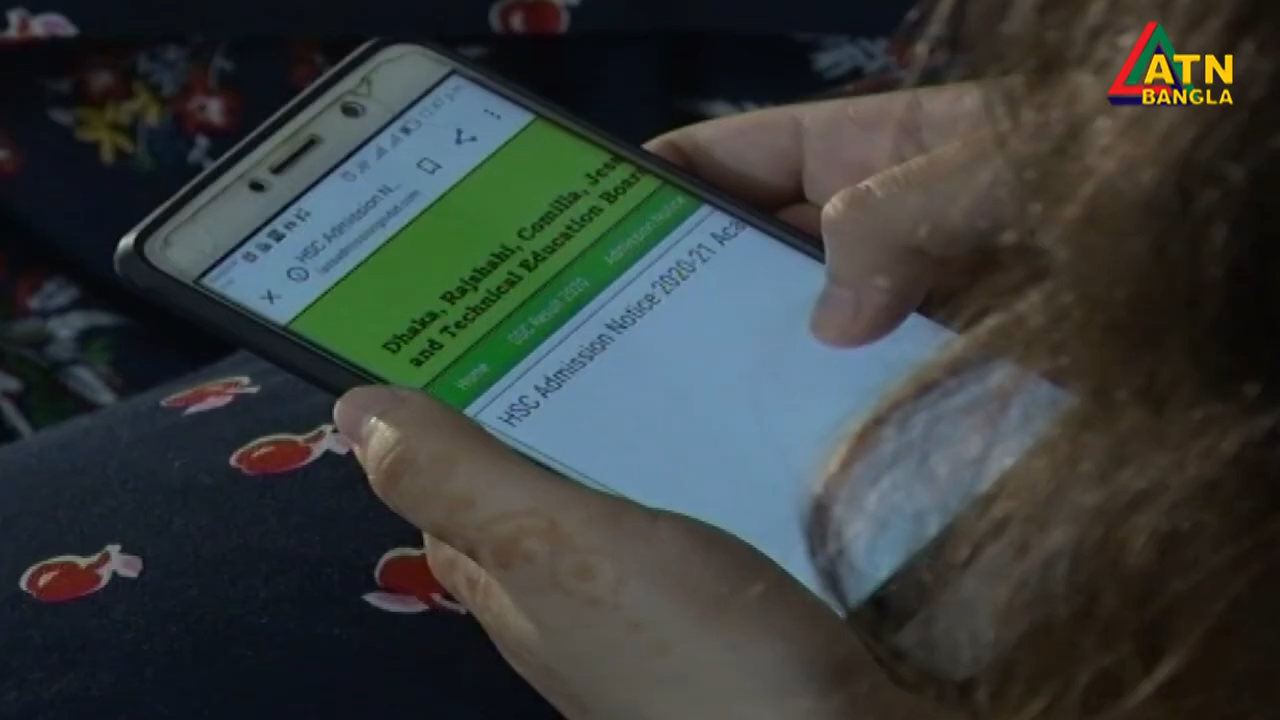 ATN
BANGLA
HSC Admission N...
Dhaka, Rajshahi, Comilla, Jess
and Technical Education Boar
Home SSC Result 2020 Admission Notice
HSC Admission Notice 2020-21 Aca